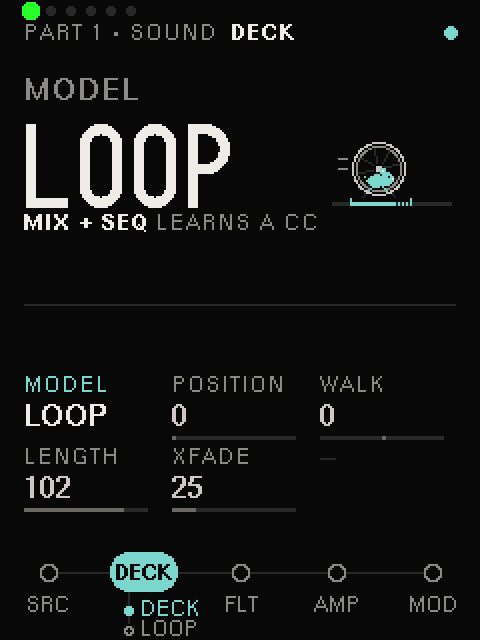 PART 1 · SOUND DECK
MODEL
LOOP
MIX + SEQ LEARNS A CC
MODEL POSITION WALK
LOOP 0 0
LENGTH XFADE —
102 25
DECK
SRC DECK FLT AMP MOD
LOOP